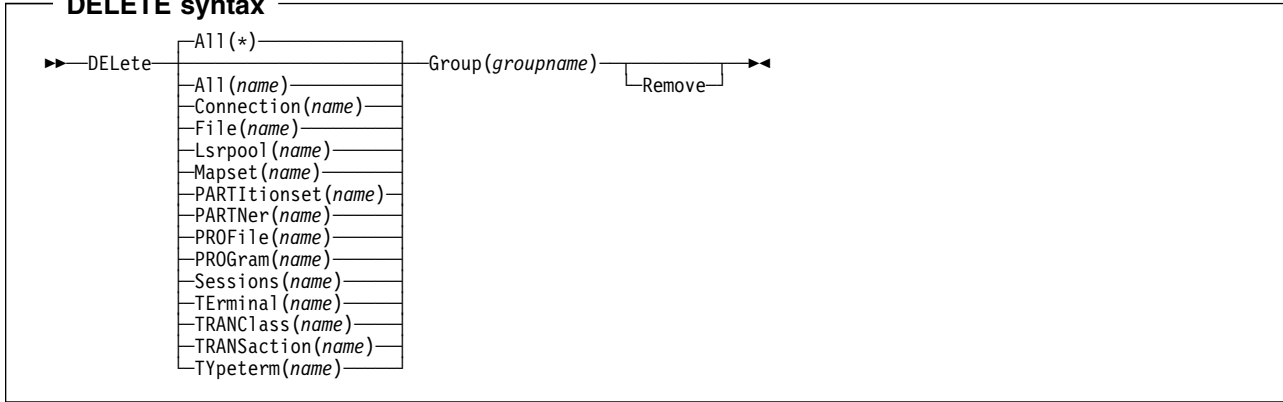 DELETE syntax
All(*)
DELete Group(groupname)
All(name) Remove
Connection(name)
File(name)
Lsrpool(name)
Mapset(name)
PARTItionset(name)
PARTNer(name)
PROFile(name)
PROGram(name)
Sessions(name)
TErminal(name)
TRANClass(name)
TRANSaction(name)
TYpeterm(name)